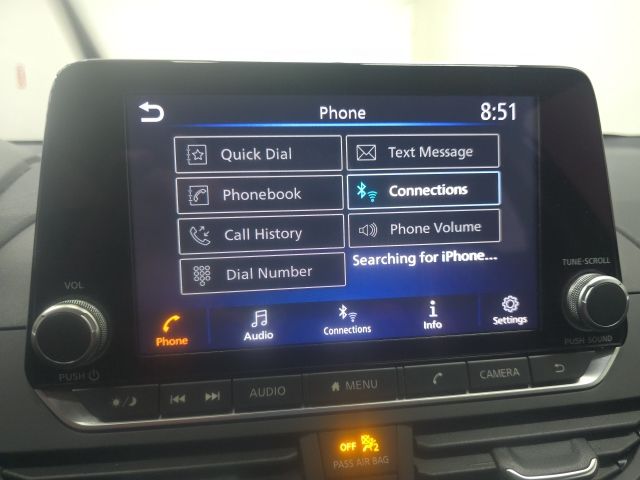 Phone
8:51
Quick Dial
Text Message
Phonebook
Connections
Call History
Phone Volume
Dial Number
Searching for iPhone...
Phone
Audio
Connections
Info
Settings
VOL
PUSH
TUNE·SCROLL
PUSH SOUND
AUDIO
MENU
CAMERA
OFF 2
PASS AIR BAG